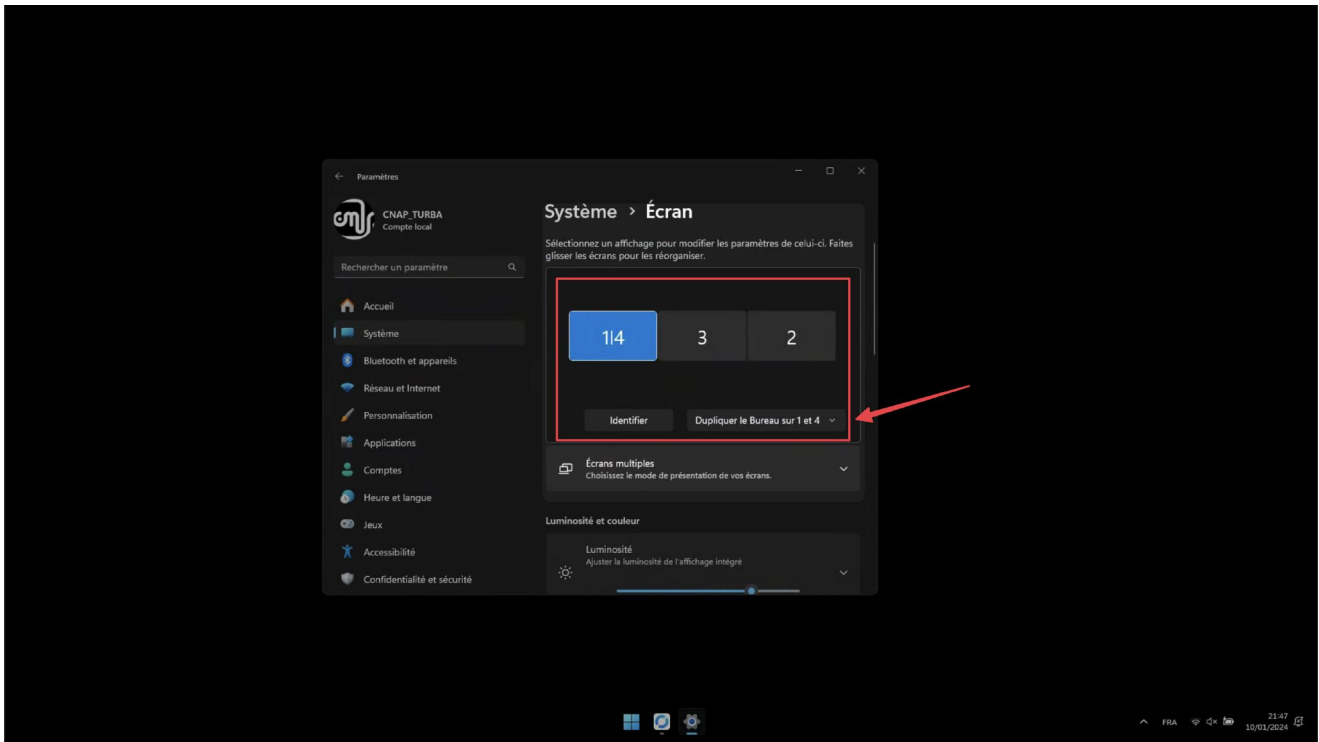 Paramètres
CNAP_TURBA
Compte local
Rechercher un paramètre
Accueil
Système
Bluetooth et appareils
Réseau et Internet
Personnalisation
Applications
Comptes
Heure et langue
Jeux
Accessibilité
Confidentialité et sécurité
Système > Écran
Sélectionnez un affichage pour modifier les paramètres de celui-ci. Faites
glisser les écrans pour les réorganiser.
1|4
3
2
Identifier
Dupliquer le Bureau sur 1 et 4
Écrans multiples
Choisissez le mode de présentation de vos écrans.
Luminosité et couleur
Luminosité
Ajuster la luminosité de l'affichage intégré
FRA
21:47
10/01/2024